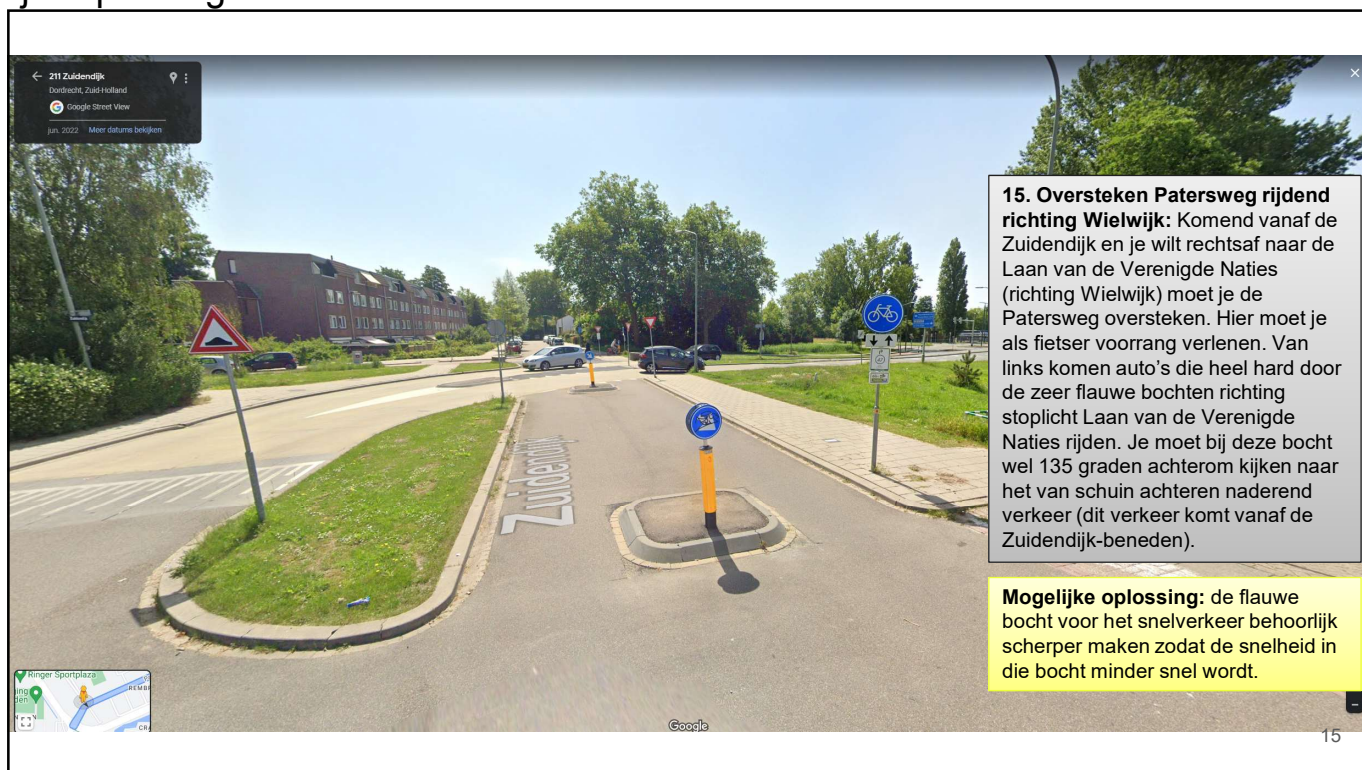 211 Zuidendijk
Dordrecht, Zuid-Holland
Google Street View
jun. 2022 Meer datums bekijken
15. Oversteken Patersweg rijdend
richting Wielwijk: Komend vanaf de
Zuidendijk en je wilt rechtsaf naar de
Laan van de Verenigde Naties
(richting Wielwijk) moet je de
Patersweg oversteken. Hier moet je
als fietser voorrang verlenen. Van
links komen auto's die heel hard door
de zeer flauwe bochten richting
stoplicht Laan van de Verenigde
Naties rijden. Je moet bij deze bocht
wel 135 graden achterom kijken naar
het van schuin achteren naderend
verkeer (dit verkeer komt vanaf de
Zuidendijk-beneden).
Mogelijke oplossing: de flauwe
bocht voor het snelverkeer behoorlijk
scherper maken zodat de snelheid in
die bocht minder snel wordt.
Zuidendijk
Ringer Sportplaza
REMB
CRA
Google
15